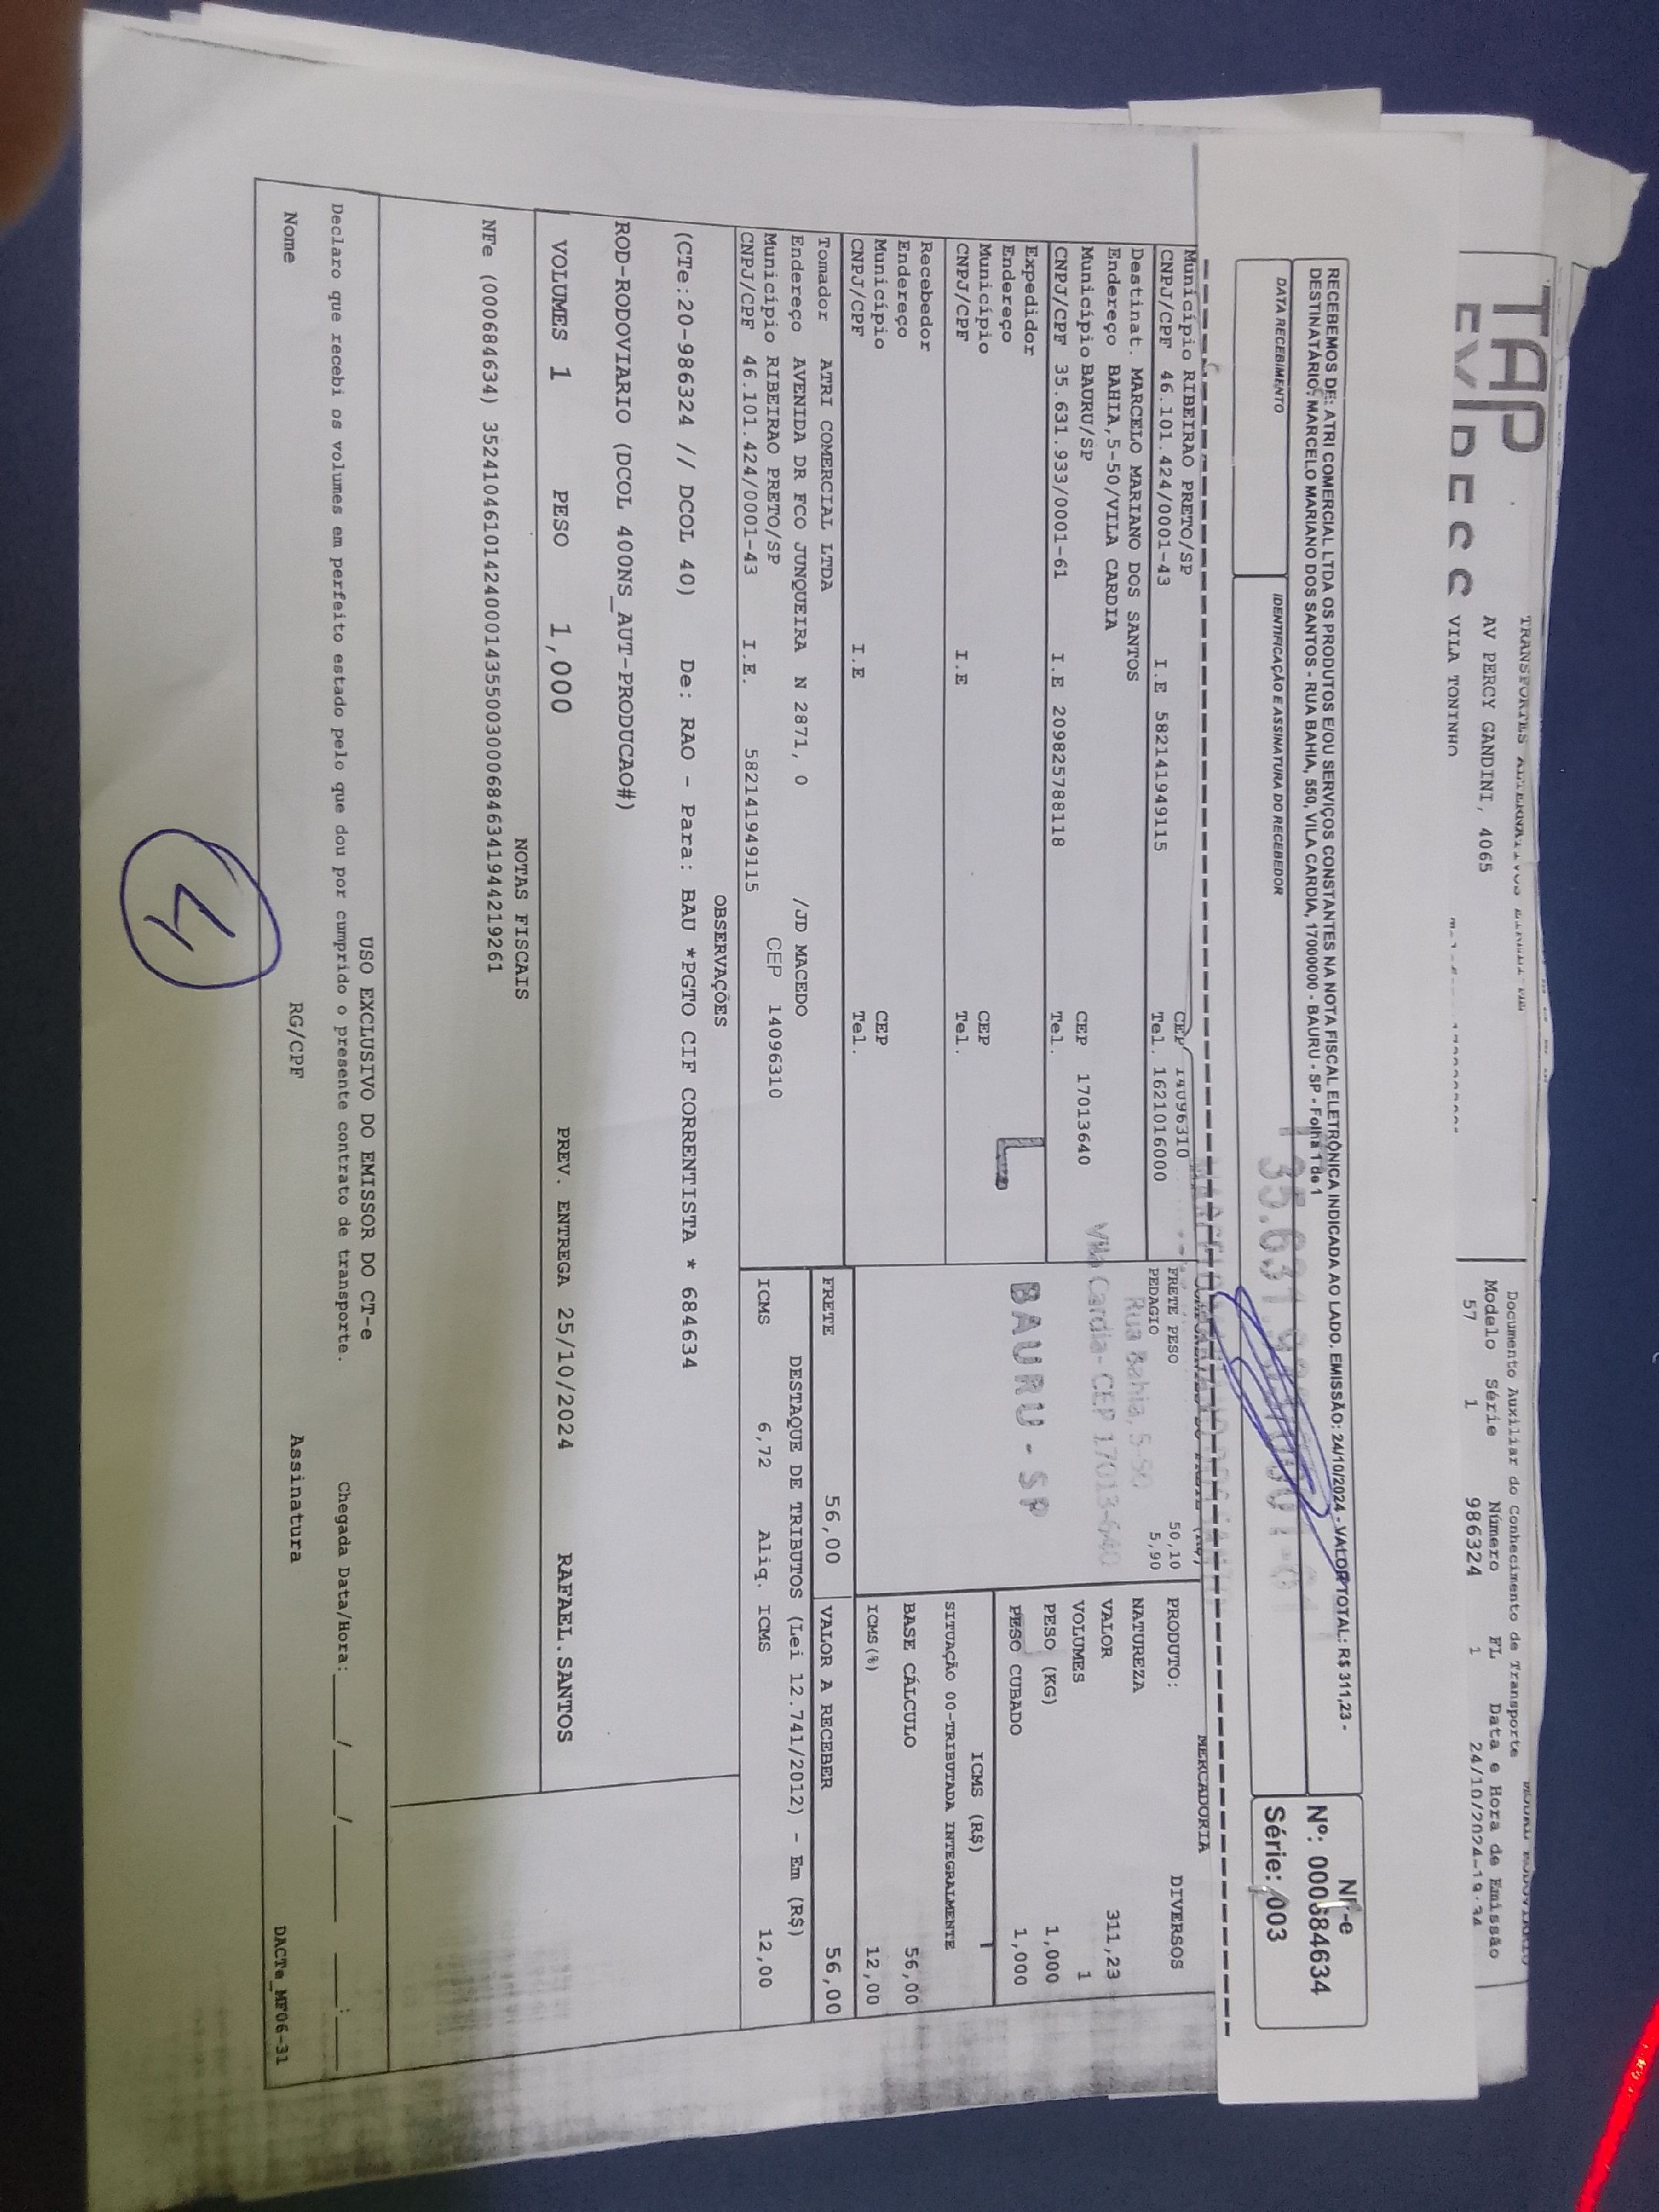 TAP
TRANSPORTES ALTERNATIVOS
AV PERCY GANDINI, 4065
VILA TONINHO
Documento Auxiliar do Conhecimento de Transporte
Modelo Série Número FL Data e Hora de Emissão
57 1 986324 1 24/10/2024-19:34
RECEBEMOS DE: ATRI COMERCIAL LTDA OS PRODUTOS E/OU SERVIÇOS CONSTANTES NA NOTA FISCAL ELETRÔNICA INDICADA AO LADO. EMISSÃO: 24/10/2024 - VALOR TOTAL: R$ 311,23 -
DESTINATÁRIO: MARCELO MARIANO DOS SANTOS - RUA BAHIA, 550, VILA CARDIA, 17000000 - BAURU - SP - Folha 1 de 1
DATA RECEBIMENTO
IDENTIFICAÇÃO E ASSINATURA DO RECEBEDOR
NF-e
Nº: 000684634
Série: 003
Município RIBEIRAO PRETO/SP CEP 14096310
CNPJ/CPF 46.101.424/0001-43 I.E 582141949115 Tel. 1621016000
Destinat. MARCELO MARIANO DOS SANTOS
Endereço BAHIA,5-50/VILA CARDIA
Município BAURU/SP CEP 17013640
CNPJ/CPF 35.631.933/0001-61 I.E 209825788118 Tel.
Expedidor
Endereço
Município CEP
CNPJ/CPF I.E Tel.
Recebedor
Endereço
Município CEP
CNPJ/CPF I.E Tel.
Tomador ATRI COMERCIAL LTDA
Endereço AVENIDA DR FCO JUNQUEIRA N 2871, 0 /JD MACEDO
Município RIBEIRAO PRETO/SP CEP 14096310
CNPJ/CPF 46.101.424/0001-43 I.E. 582141949115
FRETE PESO 50,10
PEDAGIO 5,90
Rua Bahia, 5-50
Vila Cardia - CEP 17013-640
BAURU - SP
MERCADORIA
PRODUTO: DIVERSOS
NATUREZA
VALOR 311,23
VOLUMES 1
PESO (KG) 1,000
PESO CUBADO 1,000
ICMS (R$)
SITUAÇÃO 00-TRIBUTADA INTEGRALMENTE
BASE CÁLCULO 56,00
ICMS(%) 12,00
FRETE 56,00 VALOR A RECEBER 56,00
DESTAQUE DE TRIBUTOS (Lei 12.741/2012) - Em (R$)
ICMS 6,72 Aliq. ICMS 12,00
OBSERVAÇÕES
(CTe:20-986324 // DCOL 40) De: RAO - Para: BAU *PGTO CIF CORRENTISTA * 684634
ROD-RODOVIARIO (DCOL 400NS_AUT-PRODUCAO#)
VOLUMES 1 PESO 1,000 PREV. ENTREGA 25/10/2024 RAFAEL.SANTOS
NOTAS FISCAIS
NFe (000684634) 35241046101424000143550030006846341944219261
USO EXCLUSIVO DO EMISSOR DO CT-e
Declaro que recebi os volumes em perfeito estado pelo que dou por cumprido o presente contrato de transporte. Chegada Data/Hora:____/____/____ __:__
Nome RG/CPF Assinatura
DACTe_MF06-31